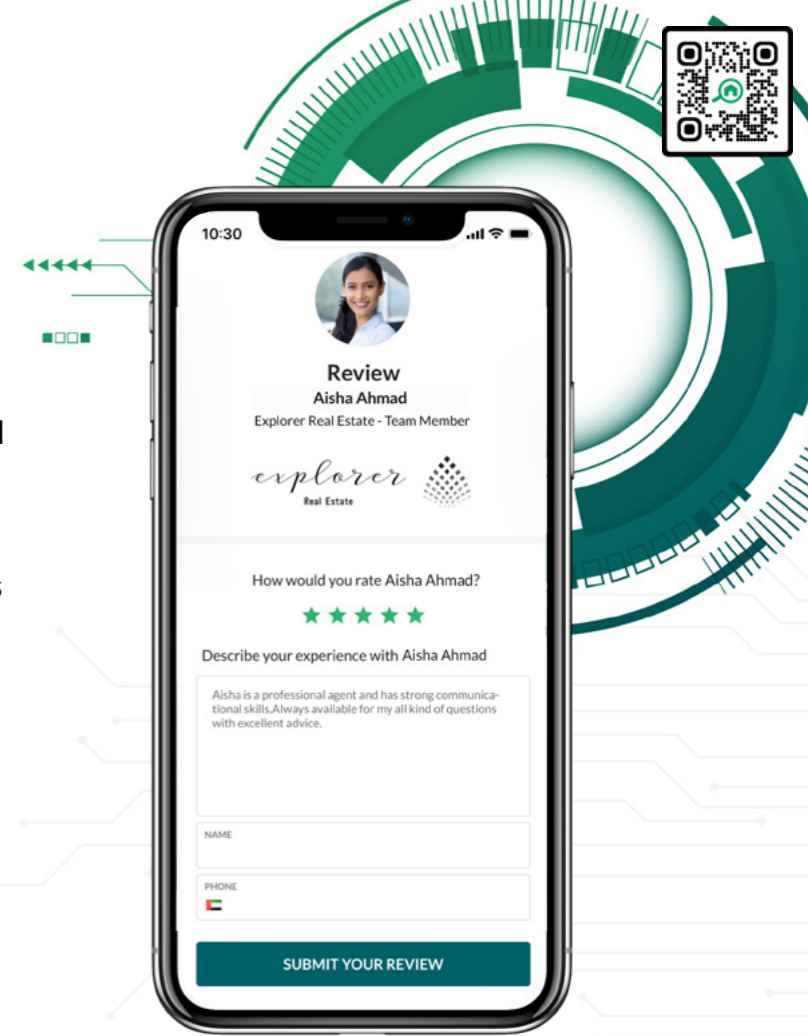 10:30
Review
Aisha Ahmad
Explorer Real Estate - Team Member
explorer
Real Estate
How would you rate Aisha Ahmad?
Describe your experience with Aisha Ahmad
Aisha is a professional agent and has strong communica-
tional skills.Always available for my all kind of questions
with excellent advice.
NAME
PHONE
SUBMIT YOUR REVIEW